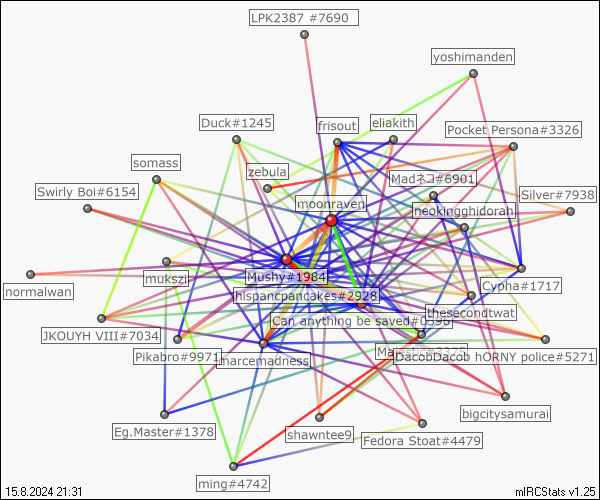 LPK2387 #7690
yoshimanden
Duck#1245
frisout
eliakith
Pocket Persona#3326
somass
zebula
Madネコ#6901
Swirly Boi#6154
moonraven
neokingghidorah
Silver#7938
Mushy#1984
Cypha#1717
normalwan
mukszi
hispancpancakes#2928
thesecondtwat
JKOUYH VIII#7034
Can anything be saved#0396
Pikabro#9971
marcemadness
DacobDacob hORNY police#5271
bigcitysamurai
Eg.Master#1378
shawntee9
Fedora Stoat#4479
ming#4742
15.8.2024 21:31
mIRCStats v1.25